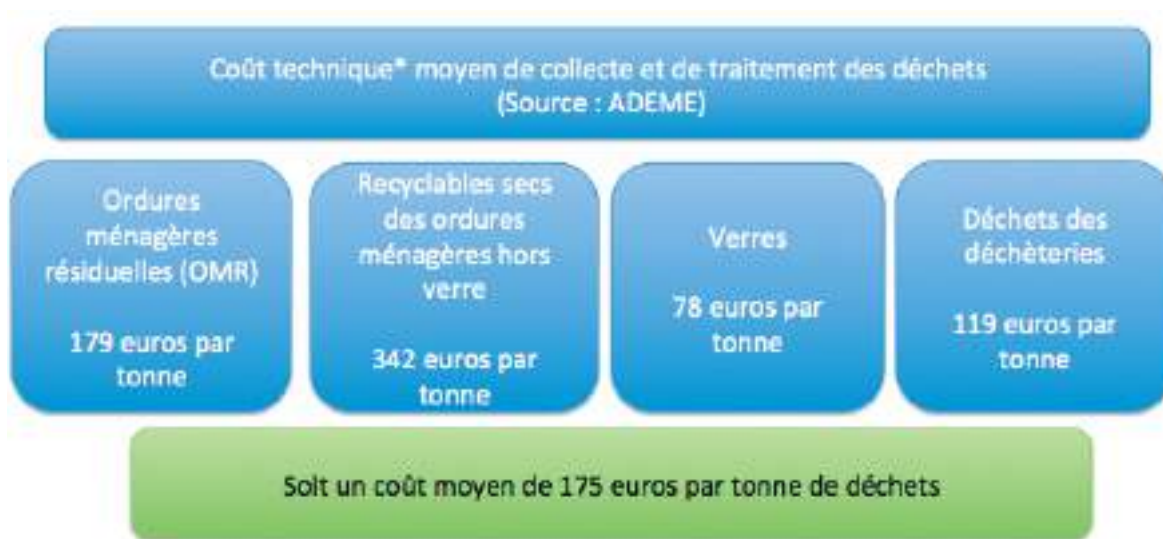 Coût technique* moyen de collecte et de traitement des déchets
(Source : ADEME)
Ordures
ménagères
résiduelles (OMR)
179 euros par
tonne
Recyclables secs
des ordures
ménagères hors
verre
342 euros par
tonne
Verres
78 euros par
tonne
Déchets des
déchèteries
119 euros par
tonne
Soit un coût moyen de 175 euros par tonne de déchets